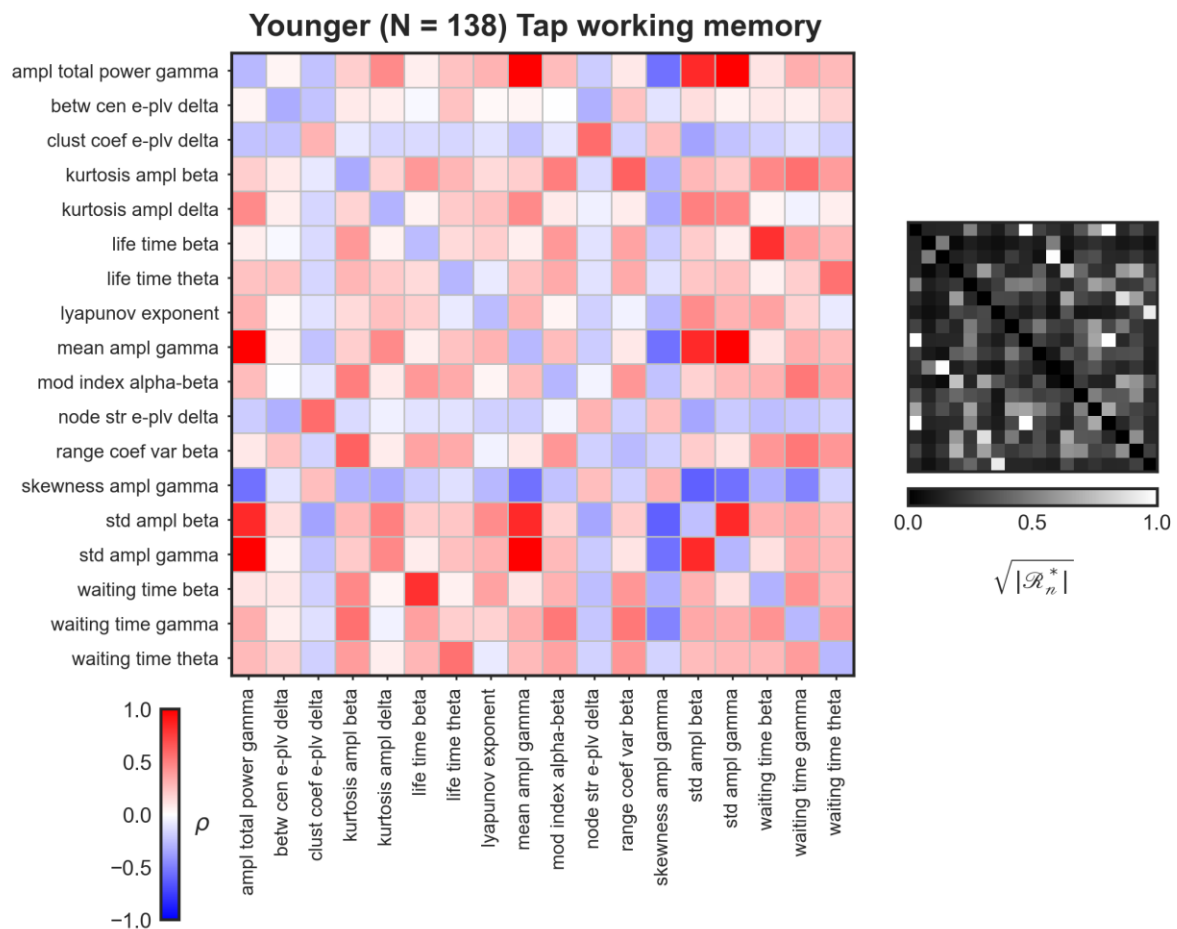 Younger (N = 138) Tap working memory
ampl total power gamma
betw cen e-plv delta
clust coef e-plv delta
kurtosis ampl beta
kurtosis ampl delta
life time beta
life time theta
lyapunov exponent
mean ampl gamma
mod index alpha-beta
node str e-plv delta
range coef var beta
skewness ampl gamma
std ampl beta
std ampl gamma
waiting time beta
waiting time gamma
waiting time theta
ampl total power gamma
betw cen e-plv delta
clust coef e-plv delta
kurtosis ampl beta
kurtosis ampl delta
life time beta
life time theta
lyapunov exponent
mean ampl gamma
mod index alpha-beta
node str e-plv delta
range coef var beta
skewness ampl gamma
std ampl beta
std ampl gamma
waiting time beta
waiting time gamma
waiting time theta
1.0
0.5
0.0
−0.5
−1.0
ρ
0.0 0.5 1.0
√|ℛₙ*|